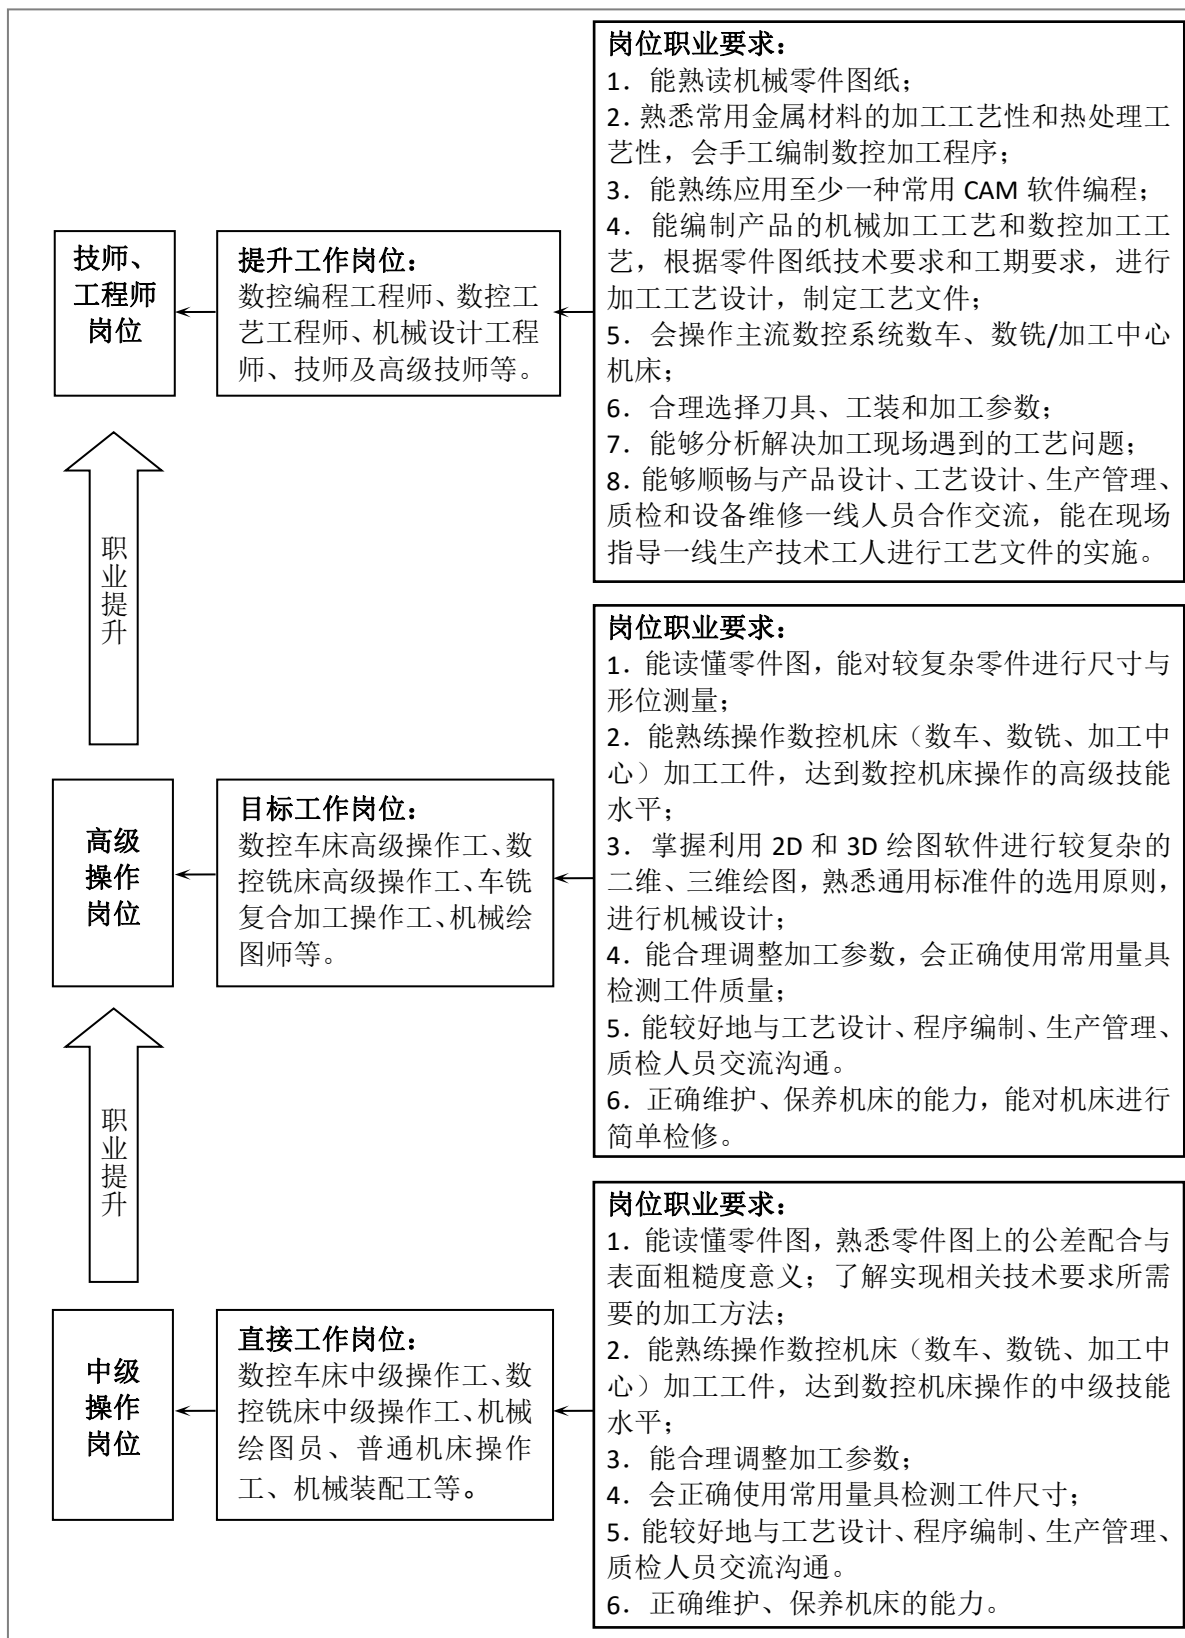 技师、
工程师
岗位
提升工作岗位：
数控编程工程师、数控工
艺工程师、机械设计工程
师、技师及高级技师等。
岗位职业要求：
1．能熟读机械零件图纸；
2．熟悉常用金属材料的加工工艺性和热处理工
艺性，会手工编制数控加工程序；
3．能熟练应用至少一种常用 CAM 软件编程；
4．能编制产品的机械加工工艺和数控加工工
艺，根据零件图纸技术要求和工期要求，进行
加工工艺设计，制定工艺文件；
5．会操作主流数控系统数车、数铣/加工中心
机床；
6．合理选择刀具、工装和加工参数；
7．能够分析解决加工现场遇到的工艺问题；
8．能够顺畅与产品设计、工艺设计、生产管理、
质检和设备维修一线人员合作交流，能在现场
指导一线生产技术工人进行工艺文件的实施。
职业提升
高级
操作
岗位
目标工作岗位：
数控车床高级操作工、数
控铣床高级操作工、车铣
复合加工操作工、机械绘
图师等。
岗位职业要求：
1．能读懂零件图，能对较复杂零件进行尺寸与
形位测量；
2．能熟练操作数控机床（数车、数铣、加工中
心）加工工件，达到数控机床操作的高级技能
水平；
3．掌握利用 2D 和 3D 绘图软件进行较复杂的
二维、三维绘图，熟悉通用标准件的选用原则，
进行机械设计；
4．能合理调整加工参数，会正确使用常用量具
检测工件质量；
5．能较好地与工艺设计、程序编制、生产管理、
质检人员交流沟通。
6．正确维护、保养机床的能力，能对机床进行
简单检修。
职业提升
中级
操作
岗位
直接工作岗位：
数控车床中级操作工、数
控铣床中级操作工、机械
绘图员、普通机床操作
工、机械装配工等。
岗位职业要求：
1．能读懂零件图，熟悉零件图上的公差配合与
表面粗糙度意义；了解实现相关技术要求所需
要的加工方法；
2．能熟练操作数控机床（数车、数铣、加工中
心）加工工件，达到数控机床操作的中级技能
水平；
3．能合理调整加工参数；
4．会正确使用常用量具检测工件尺寸；
5．能较好地与工艺设计、程序编制、生产管理、
质检人员交流沟通。
6．正确维护、保养机床的能力。